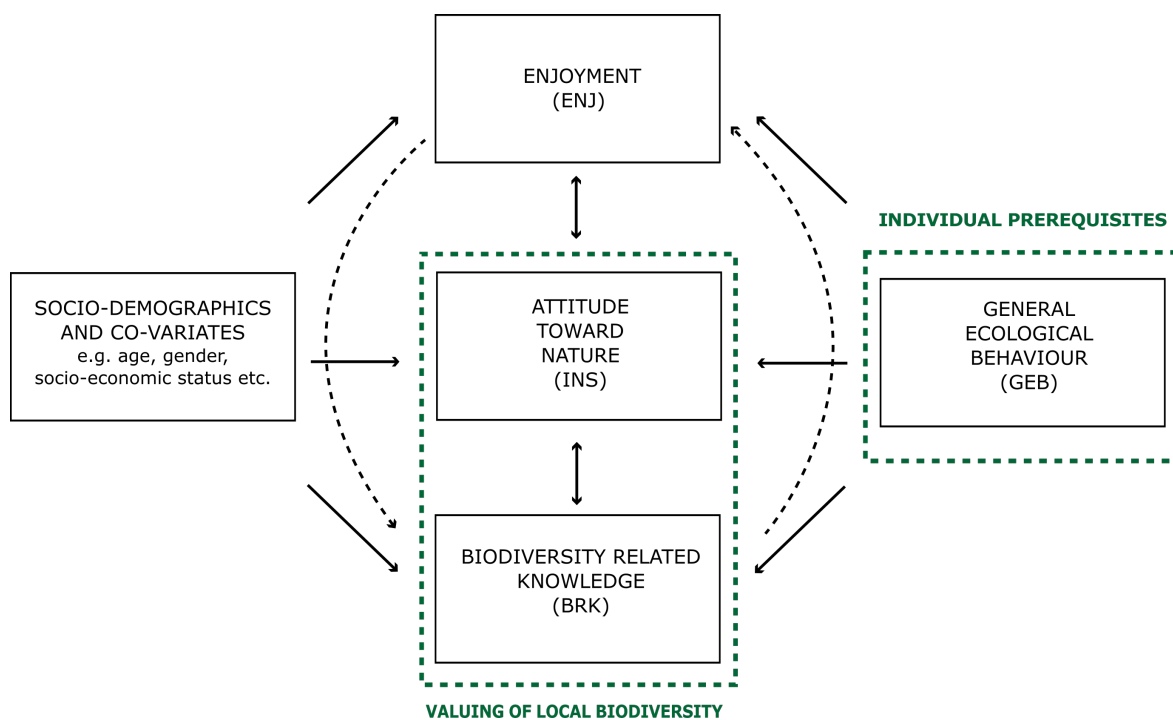 ENJOYMENT
(ENJ)
INDIVIDUAL PREREQUISITES
SOCIO-DEMOGRAPHICS
AND CO-VARIATES
e.g. age, gender,
socio-economic status etc.
ATTITUDE
TOWARD
NATURE
(INS)
GENERAL
ECOLOGICAL
BEHAVIOUR
(GEB)
BIODIVERSITY RELATED
KNOWLEDGE
(BRK)
VALUING OF LOCAL BIODIVERSITY